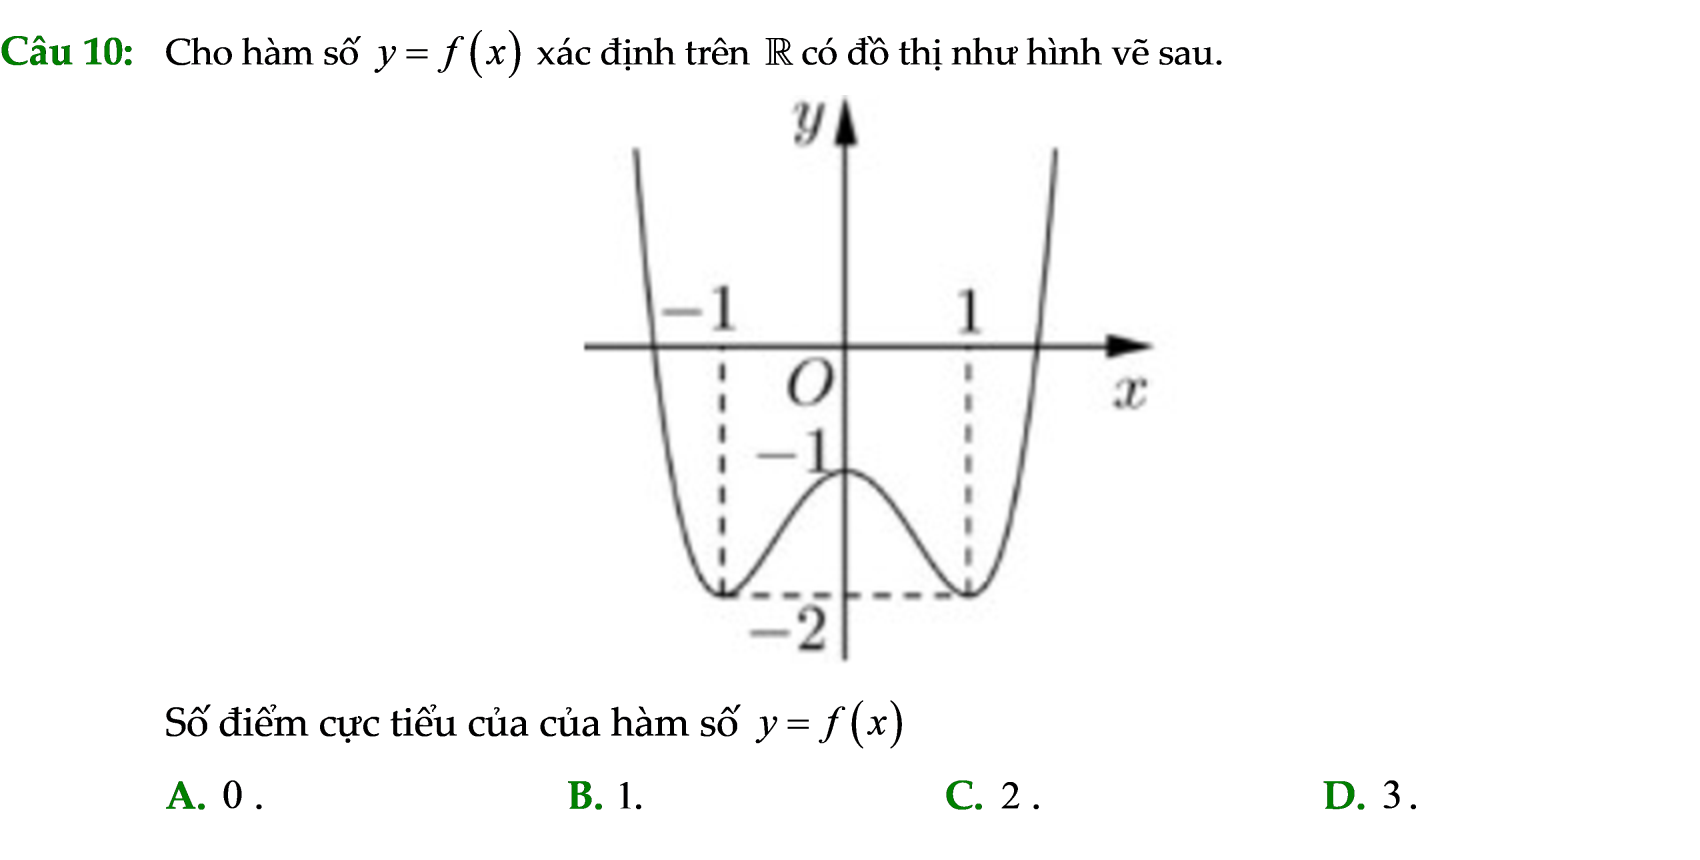 Câu 10: Cho hàm số y = f(x) xác định trên ℝ có đồ thị như hình vẽ sau.
y
−1
1
O
x
−1
−2
Số điểm cực tiểu của của hàm số y = f(x)
A. 0 . B. 1. C. 2 . D. 3 .